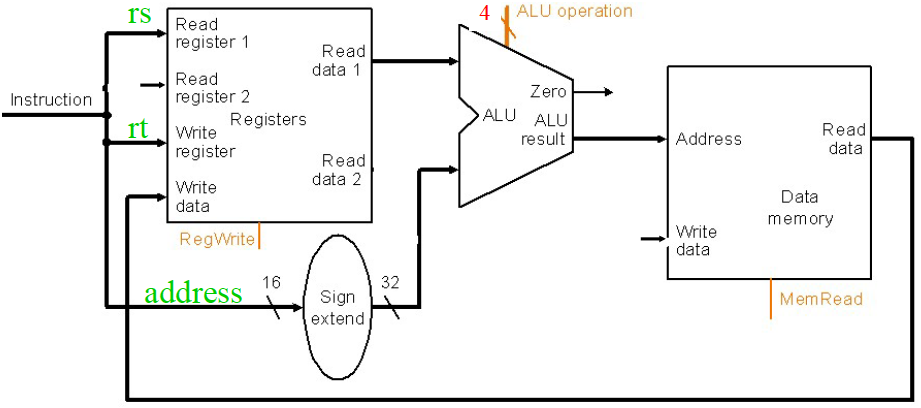 rs
4
ALU operation
Read
register 1
Read
data 1
Read
register 2
Instruction
Registers
rt
Write
register
Read
data 2
Write
data
RegWrite
Zero
ALU
ALU
result
Address
Read
data
Data
memory
Write
data
MemRead
address
16
Sign
extend
32